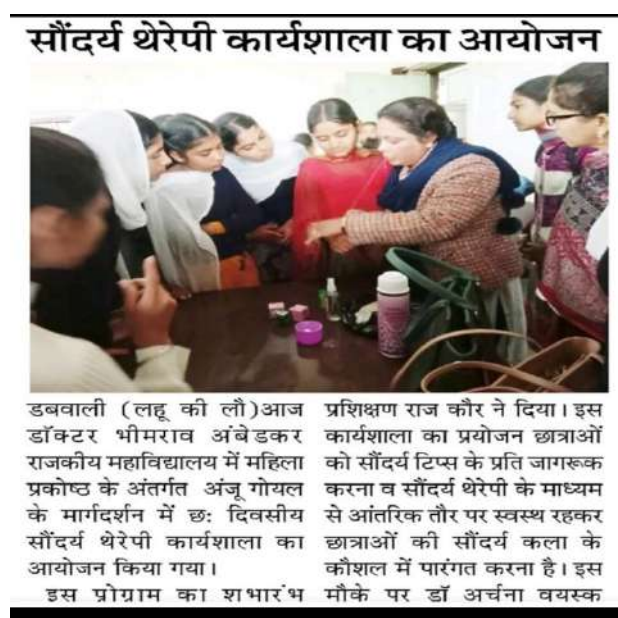 सौंदर्य थेरेपी कार्यशाला का आयोजन
डबवाली (लहू की लौ)आज
डॉक्टर भीमराव अंबेडकर
राजकीय महाविद्यालय में महिला
प्रकोष्ठ के अंतर्गत अंजू गोयल
के मार्गदर्शन में छः दिवसीय
सौंदर्य थेरेपी कार्यशाला का
आयोजन किया गया।
इस प्रोग्राम का शभारंभ
प्रशिक्षण राज कौर ने दिया। इस
कार्यशाला का प्रयोजन छात्राओं
को सौंदर्य टिप्स के प्रति जागरूक
करना व सौंदर्य थेरेपी के माध्यम
से आंतरिक तौर पर स्वस्थ रहकर
छात्राओं की सौंदर्य कला के
कौशल में पारंगत करना है। इस
मौके पर डॉ अर्चना वयस्क